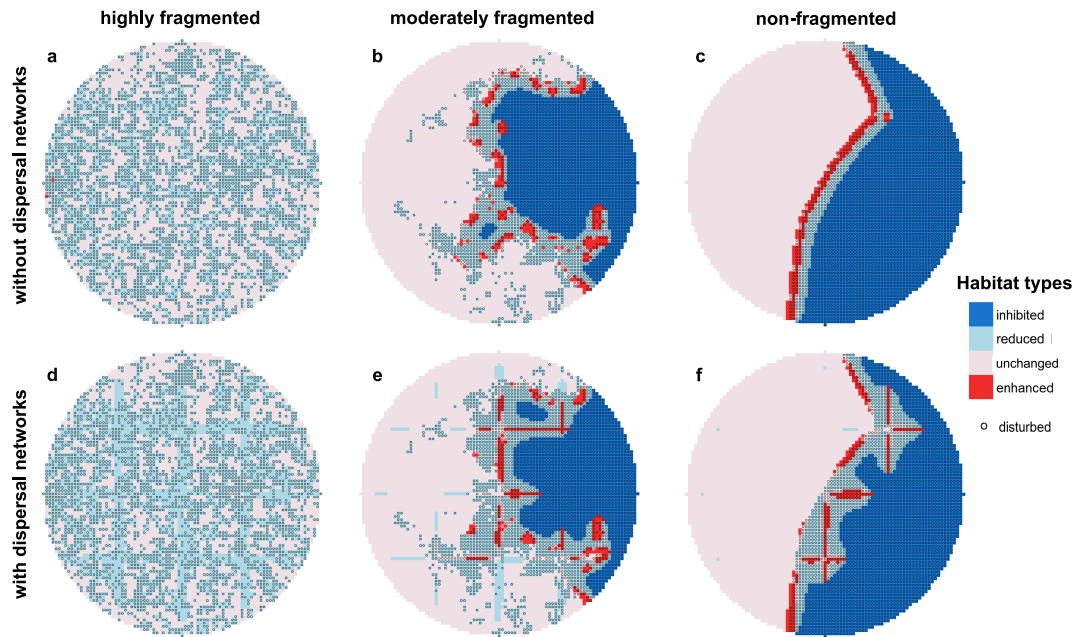 highly fragmented
moderately fragmented
non-fragmented
without dispersal networks
a
b
c
Habitat types
inhibited
reduced
unchanged
enhanced
disturbed
with dispersal networks
d
e
f